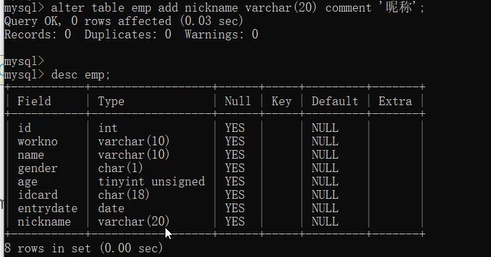 mysql> alter table emp add nickname varchar(20) comment '昵称';
Query OK, 0 rows affected (0.03 sec)
Records: 0  Duplicates: 0  Warnings: 0
mysql>
mysql> desc emp;
| Field | Type | Null | Key | Default | Extra |
| id | int | YES | | NULL | |
| workno | varchar(10) | YES | | NULL | |
| name | varchar(10) | YES | | NULL | |
| gender | char(1) | YES | | NULL | |
| age | tinyint unsigned | YES | | NULL | |
| idcard | char(18) | YES | | NULL | |
| entrydate | date | YES | | NULL | |
| nickname | varchar(20) | YES | | NULL | |
8 rows in set (0.00 sec)